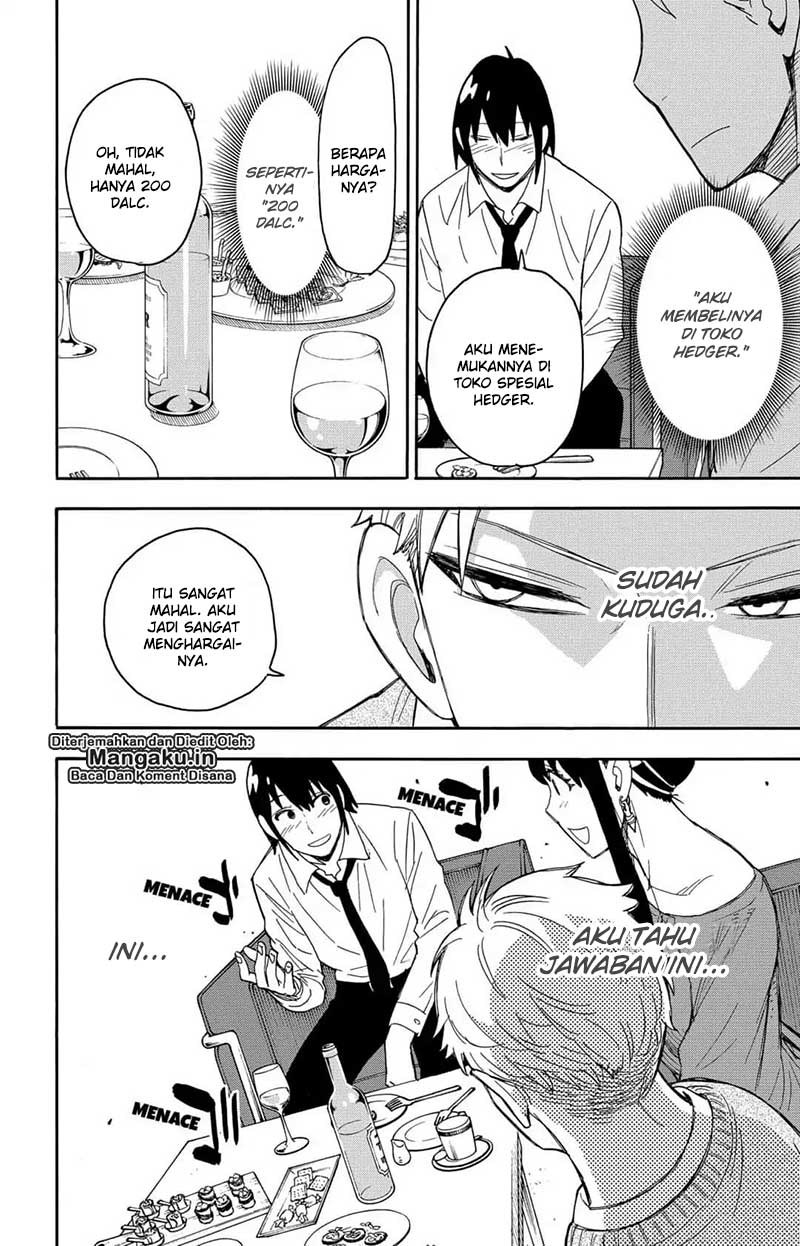 "AKU
MEMBELINYA
DI TOKO
HEDGER."
AKU MENE-
MUKANNYA DI
TOKO SPESIAL
HEDGER.
BERAPA
HARGA-
NYA?
SEPERTI-
NYA
"200
DALC."
OH, TIDAK
MAHAL,
HANYA 200
DALC.
SUDAH
KUDUGA..
ITU SANGAT
MAHAL. AKU
JADI SANGAT
MENGHARGAI-
NYA.
Diterjemahkan dan Diedit Oleh:
Mangaku.in
Baca Dan Koment Disana
MENACE
MENACE
AKU TAHU
JAWABAN INI...
INI...
MENACE